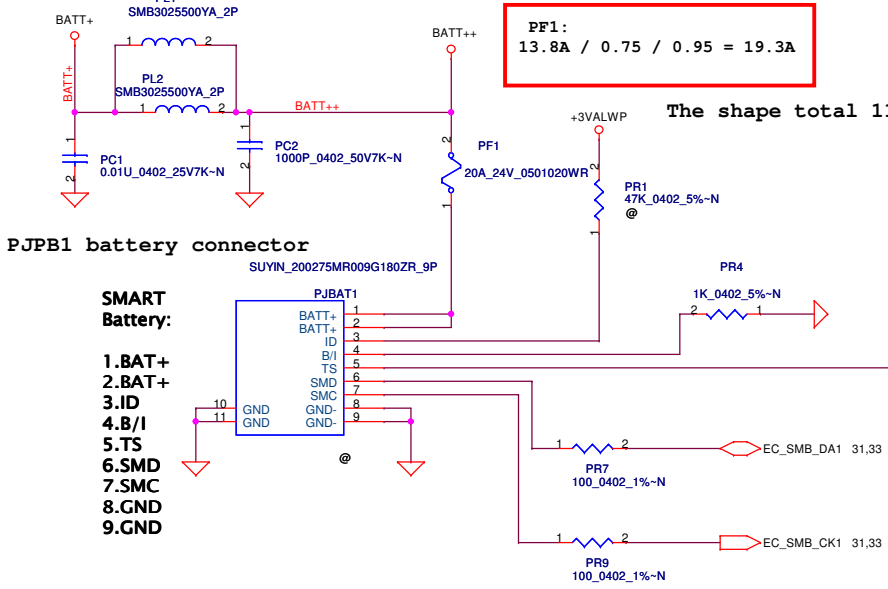 SMB3025500YA_2P
BATT+
1
2
BATT++
PF1:
13.8A / 0.75 / 0.95 = 19.3A
PL2
SMB3025500YA_2P
BATT+
1
2
BATT++
+3VALWP
The shape total
1
2
PC1
0.01U_0402_25V7K~N
1
2
PC2
1000P_0402_50V7K~N
2
1
PF1
20A_24V_0501020WR
2
1
PR1
47K_0402_5%~N
@
PJPB1 battery connector
SUYIN_200275MR009G180ZR_9P
PR4
1K_0402_5%~N
2
1
SMART
Battery:
1.BAT+
2.BAT+
3.ID
4.B/I
5.TS
6.SMD
7.SMC
8.GND
9.GND
PJBAT1
BATT+ 1
BATT+ 2
ID 3
B/I 4
TS 5
SMD 6
SMC 7
10 GND
GND- 8
11 GND
GND- 9
@
1
2
PR7
100_0402_1%~N
EC_SMB_DA1 31,33
1
2
PR9
100_0402_1%~N
EC_SMB_CK1 31,33